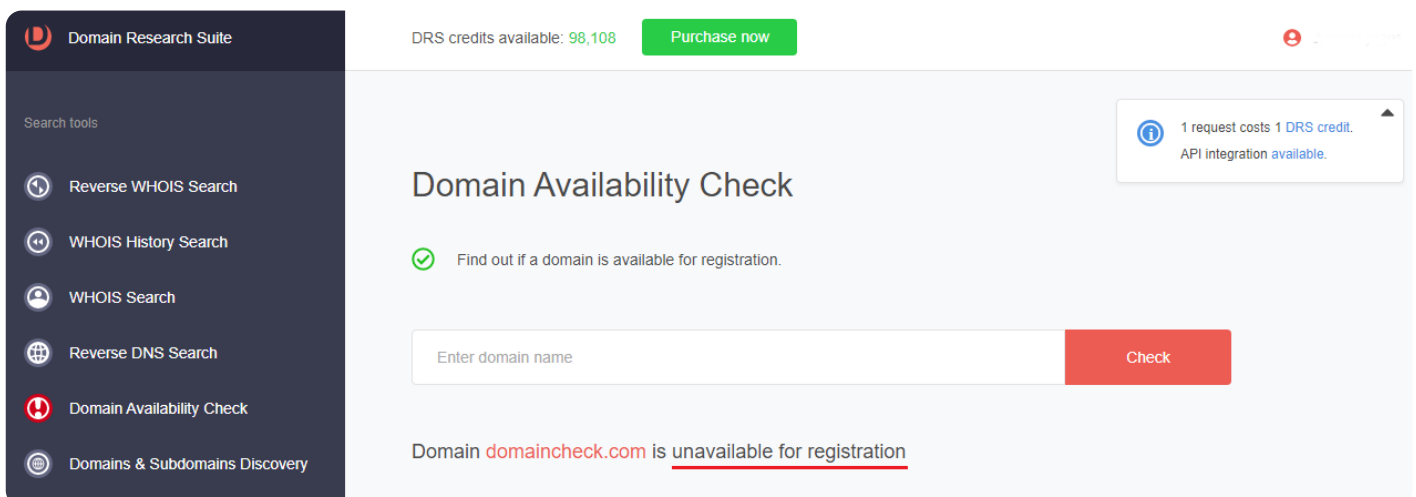 Domain Research Suite
DRS credits available: 98,108
Purchase now
Search tools
Reverse WHOIS Search
WHOIS History Search
WHOIS Search
Reverse DNS Search
Domain Availability Check
Domains & Subdomains Discovery
1 request costs 1 DRS credit.
API integration available.
Domain Availability Check
Find out if a domain is available for registration.
Enter domain name
Check
Domain domaincheck.com is unavailable for registration